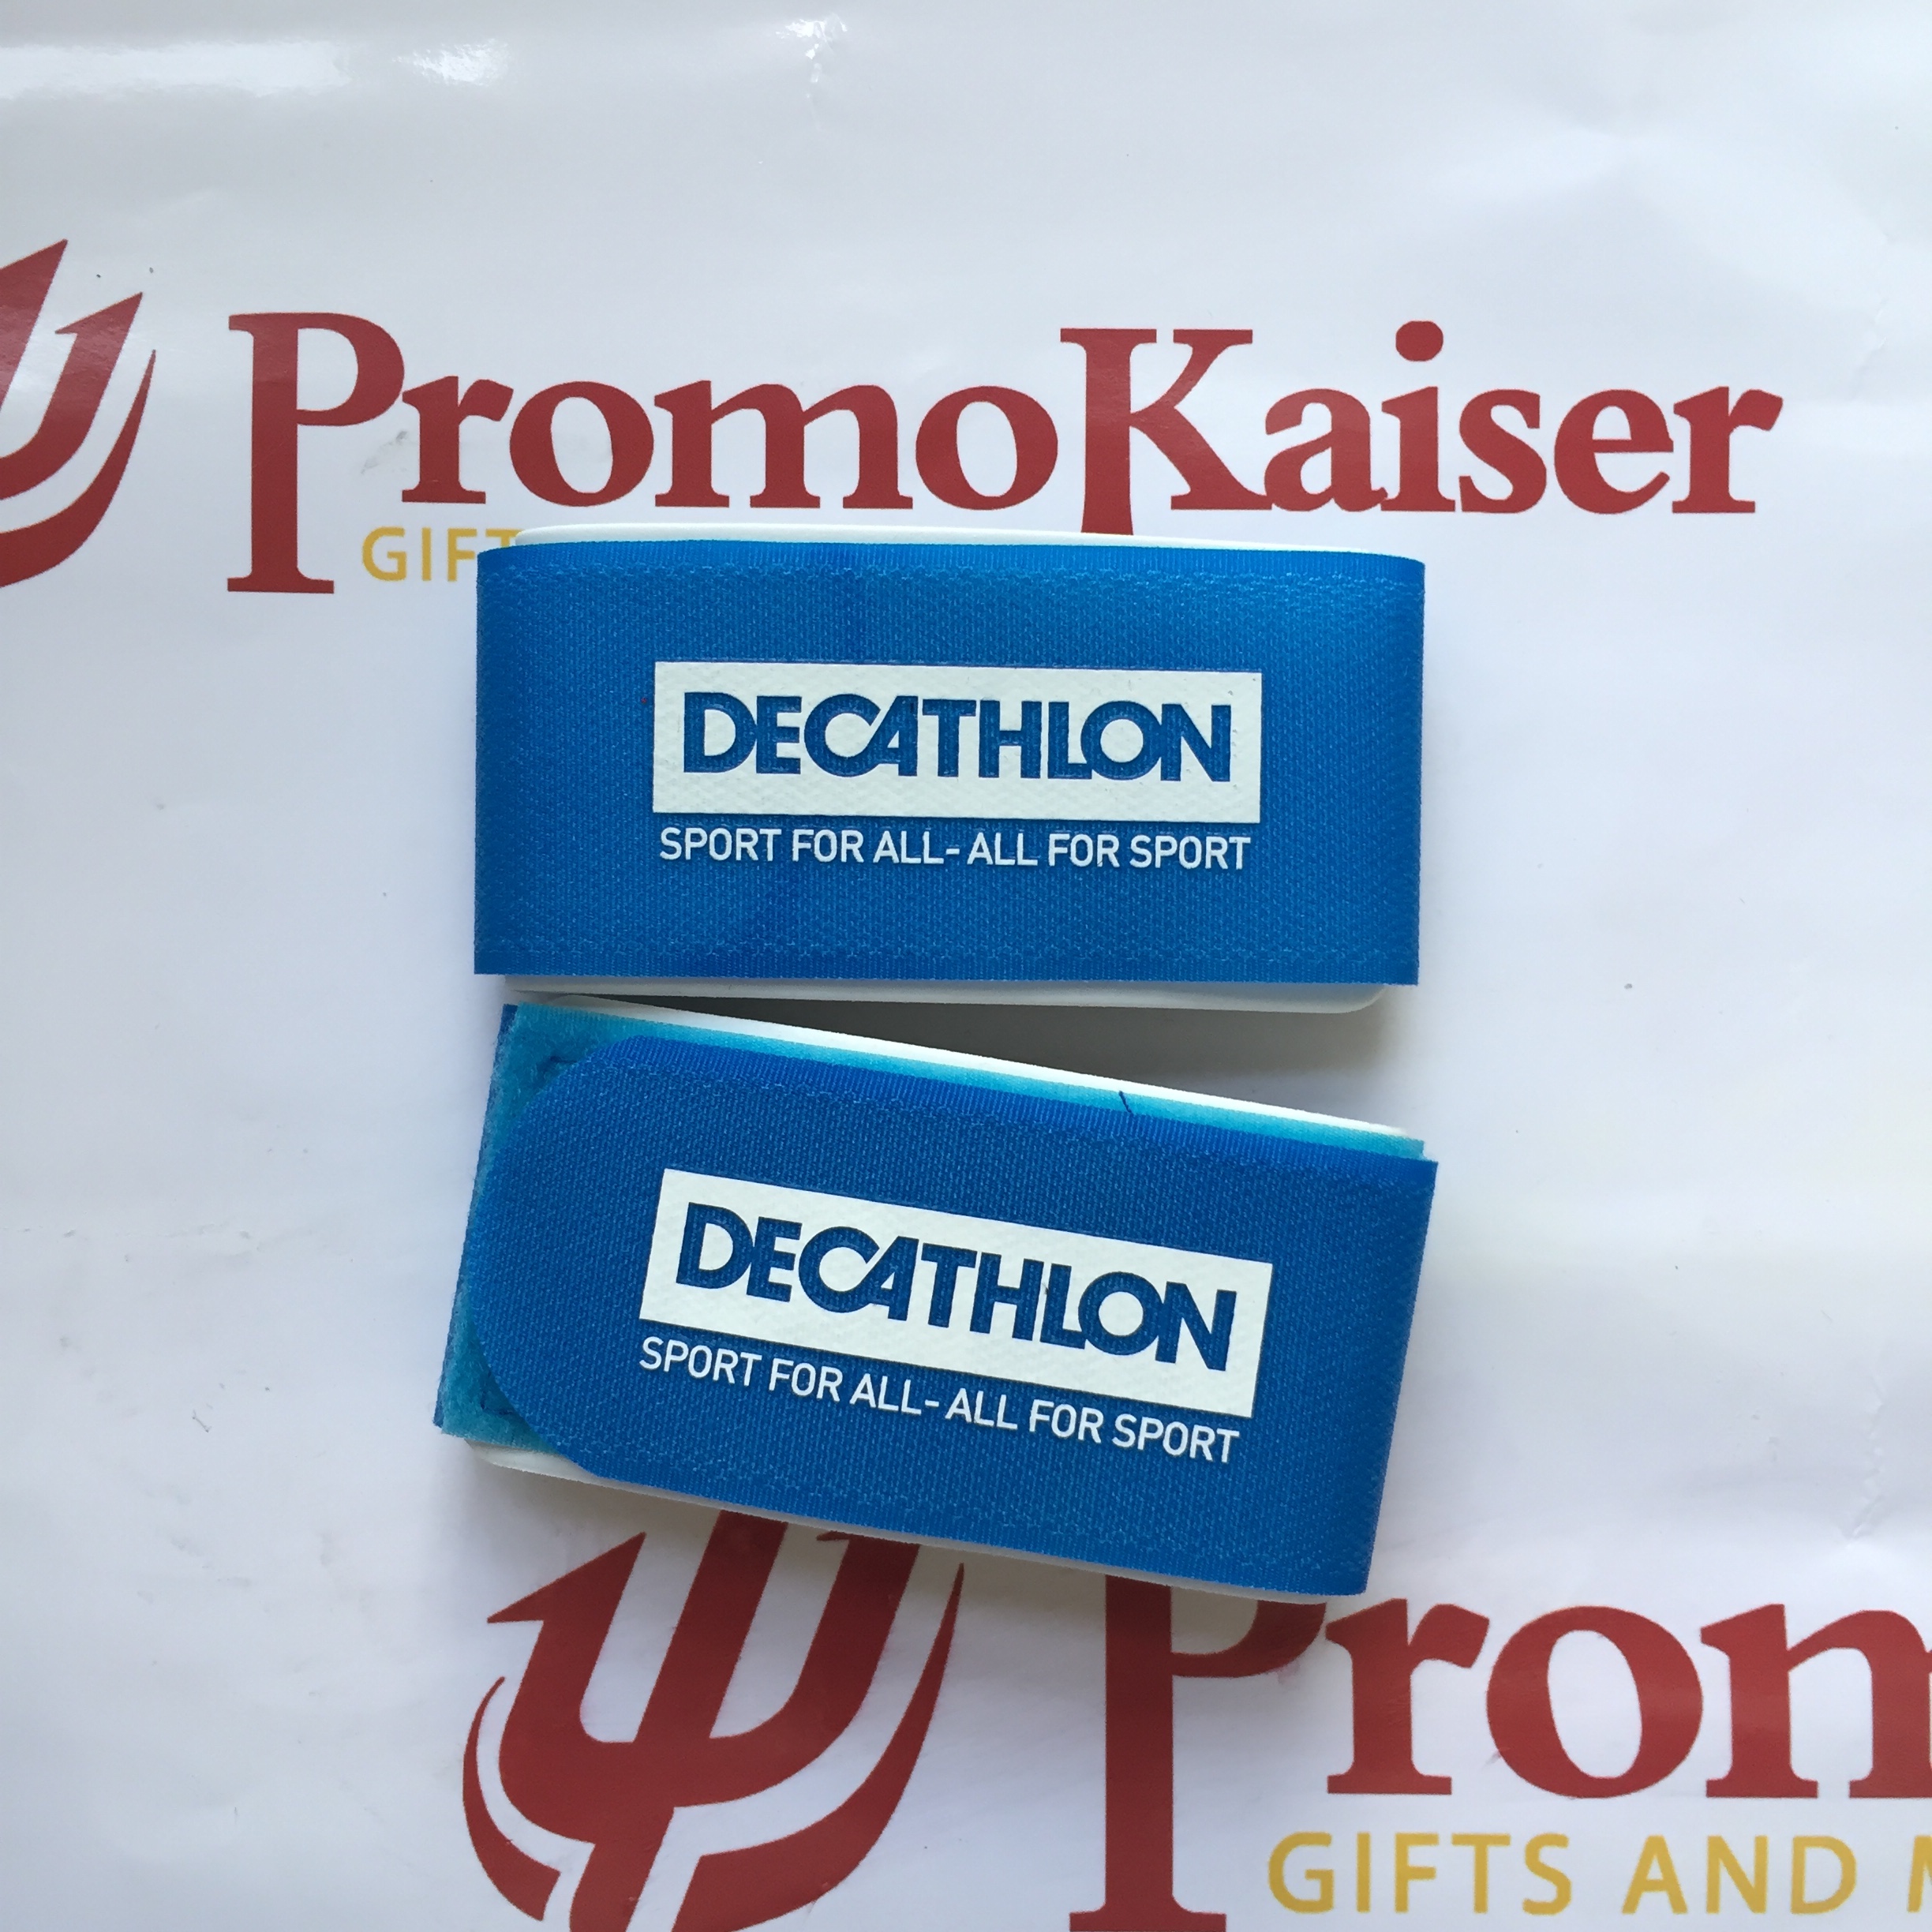 PromoKaiser
GIFT
DECATHLON
SPORT FOR ALL- ALL FOR SPORT
DECATHLON
SPORT FOR ALL- ALL FOR SPORT
Prom
GIFTS AND M